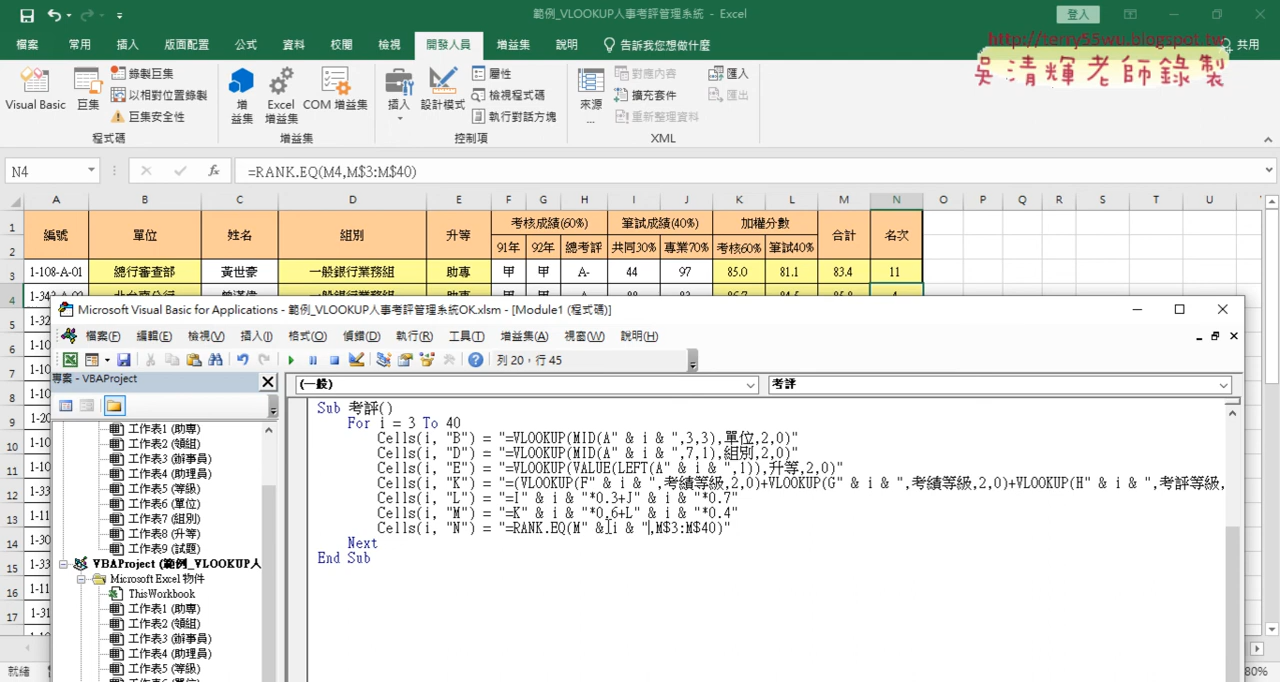 範例_VLOOKUP人事考評管理系統 - Excel
登入
檔案 常用 插入 版面配置 公式 資料 校閱 檢視 開發人員 增益集 說明 告訴我您想做什麼 共用
http://terry55wu.blogspot.tw
吳清輝老師錄製
Visual Basic 巨集 錄製巨集 以相對位置錄製 巨集安全性
增益集 Excel 增益集 COM 增益集
插入 設計模式 屬性 檢視程式碼 執行對話方塊
來源 ... 對應內容 擴充套件 重新整理資料 匯入 匯出
程式碼 增益集 控制項 XML
N4 fx =RANK.EQ(M4,M$3:M$40)
A B C D E F G H I J K L M N O P Q R S T U
1 編號 單位 姓名 組別 升等 考核成績(60%) 筆試成績(40%) 加權分數 合計 名次
2 91年 92年 總考評 共同30% 專業70% 考核60% 筆試40%
3 1-108-A-01 總行審查部 黃世豪 一般銀行業務組 助專 甲 甲 A- 44 97 85.0 81.1 83.4 11
4
Microsoft Visual Basic for Applications - 範例_VLOOKUP人事考評管理系統OK.xlsm - [Module1 (程式碼)]
檔案(F) 編輯(E) 檢視(V) 插入(I) 格式(O) 偵錯(D) 執行(R) 工具(T) 增益集(A) 視窗(W) 說明(H)
列 20，行 45
專案 - VBAProject
(一般) 考評
工作表1 (助專)
工作表2 (領組)
工作表3 (辦事員)
工作表4 (助理員)
工作表5 (等級)
工作表6 (單位)
工作表7 (組別)
工作表8 (升等)
工作表9 (試題)
VBAProject (範例_VLOOKUP人
Microsoft Excel 物件
ThisWorkbook
工作表1 (助專)
工作表2 (領組)
工作表3 (辦事員)
工作表4 (助理員)
工作表5 (等級)
Sub 考評()
For i = 3 To 40
Cells(i, "B") = "=VLOOKUP(MID(A" & i & ",3,3),單位,2,0)"
Cells(i, "D") = "=VLOOKUP(MID(A" & i & ",7,1),組別,2,0)"
Cells(i, "E") = "=VLOOKUP(VALUE(LEFT(A" & i & ",1)),升等,2,0)"
Cells(i, "K") = "=(VLOOKUP(F" & i & ",考績等級,2,0)+VLOOKUP(G" & i & ",考績等級,2,0)+VLOOKUP(H" & i & ",考評等級,
Cells(i, "L") = "=I" & i & "*0.3+J" & i & "*0.7"
Cells(i, "M") = "=K" & i & "*0.6+L" & i & "*0.4"
Cells(i, "N") = "=RANK.EQ(M" & i & ",M$3:M$40)"
Next
End Sub
5
6
7
8
9
10
11
12
13
14
15
16
17
就緒
80%